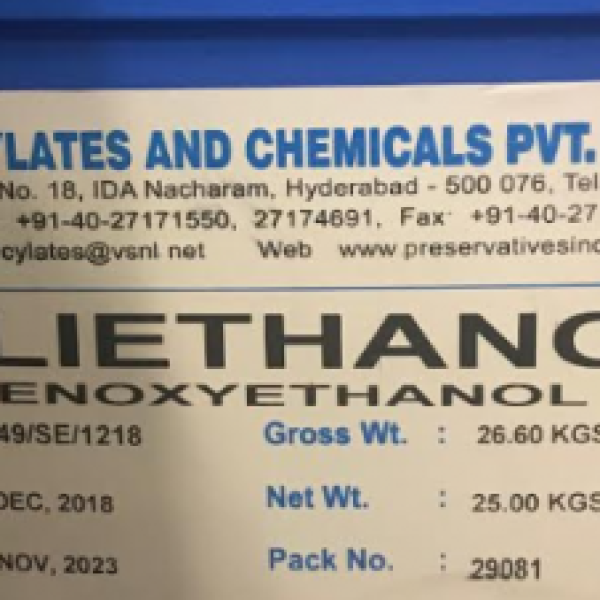 YLATES AND CHEMICALS PVT.
No. 18, IDA Nacharam, Hyderabad - 500 076, Tel
+91-40-27171550, 27174691, Fax +91-40-27
cylates@vsnl net Web www.preservativesind
LIETHANO
ENOXYETHANOL
49/SE/1218 Gross Wt. : 26.60 KGS
DEC, 2018 Net Wt. : 25.00 KGS
NOV, 2023 Pack No. : 29081